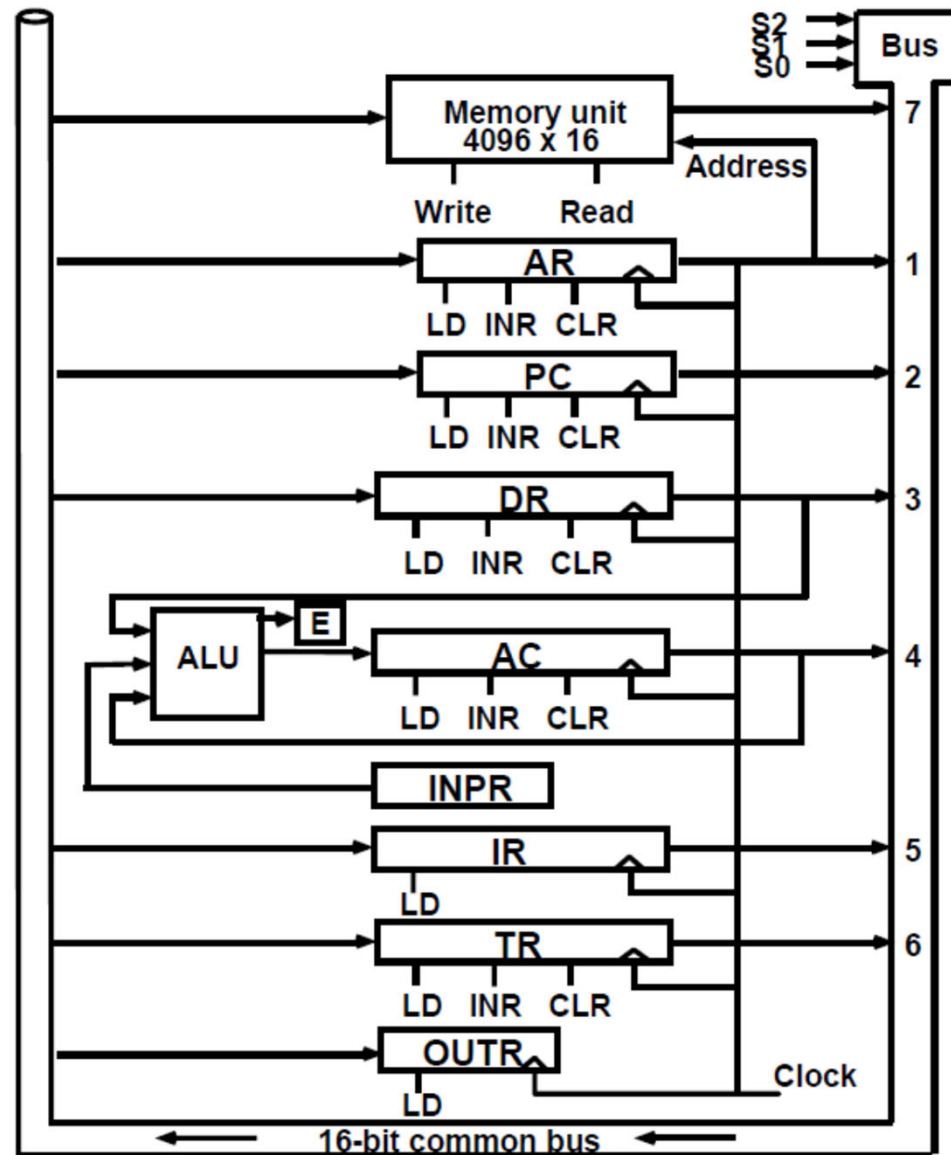 S2
S1
S0
Bus
Memory unit
4096 x 16
7
Address
Write Read
AR
1
LD INR CLR
PC
2
LD INR CLR
DR
3
LD INR CLR
E
ALU
AC
4
LD INR CLR
INPR
IR
5
LD
TR
6
LD INR CLR
OUTR
Clock
LD
16-bit common bus